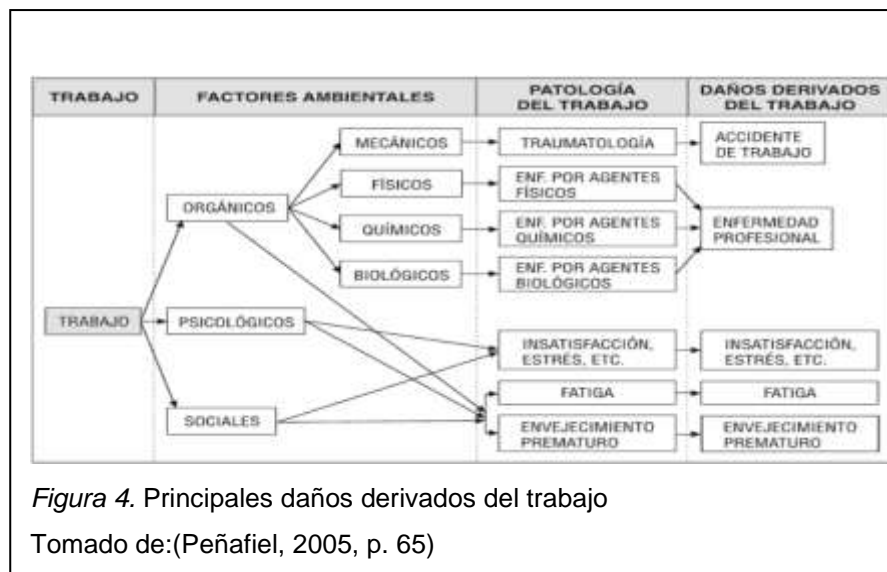 TRABAJO
FACTORES AMBIENTALES
PATOLOGÍA
DEL TRABAJO
DAÑOS DERIVADOS
DEL TRABAJO
MECÁNICOS
TRAUMATOLOGÍA
ACCIDENTE
DE TRABAJO
ORGÁNICOS
FÍSICOS
ENF. POR AGENTES
FÍSICOS
QUÍMICOS
ENF. POR AGENTES
QUÍMICOS
ENFERMEDAD
PROFESIONAL
BIOLÓGICOS
ENF. POR AGENTES
BIOLÓGICOS
TRABAJO
PSICOLÓGICOS
INSATISFACCIÓN,
ESTRÉS, ETC.
INSATISFACCIÓN,
ESTRÉS, ETC.
SOCIALES
FATIGA
FATIGA
ENVEJECIMIENTO
PREMATURO
ENVEJECIMIENTO
PREMATURO
Figura 4. Principales daños derivados del trabajo
Tomado de:(Peñafiel, 2005, p. 65)